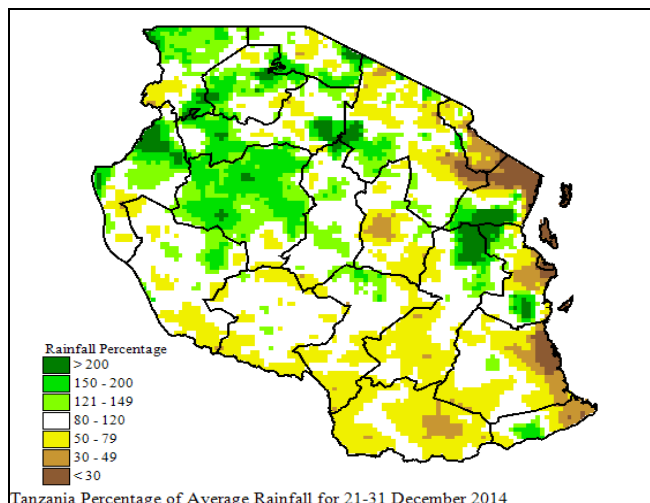 Rainfall Percentage
> 200
150 - 200
121 - 149
80 - 120
50 - 79
30 - 49
< 30
Tanzania Percentage of Average Rainfall for 21-31 December 2014